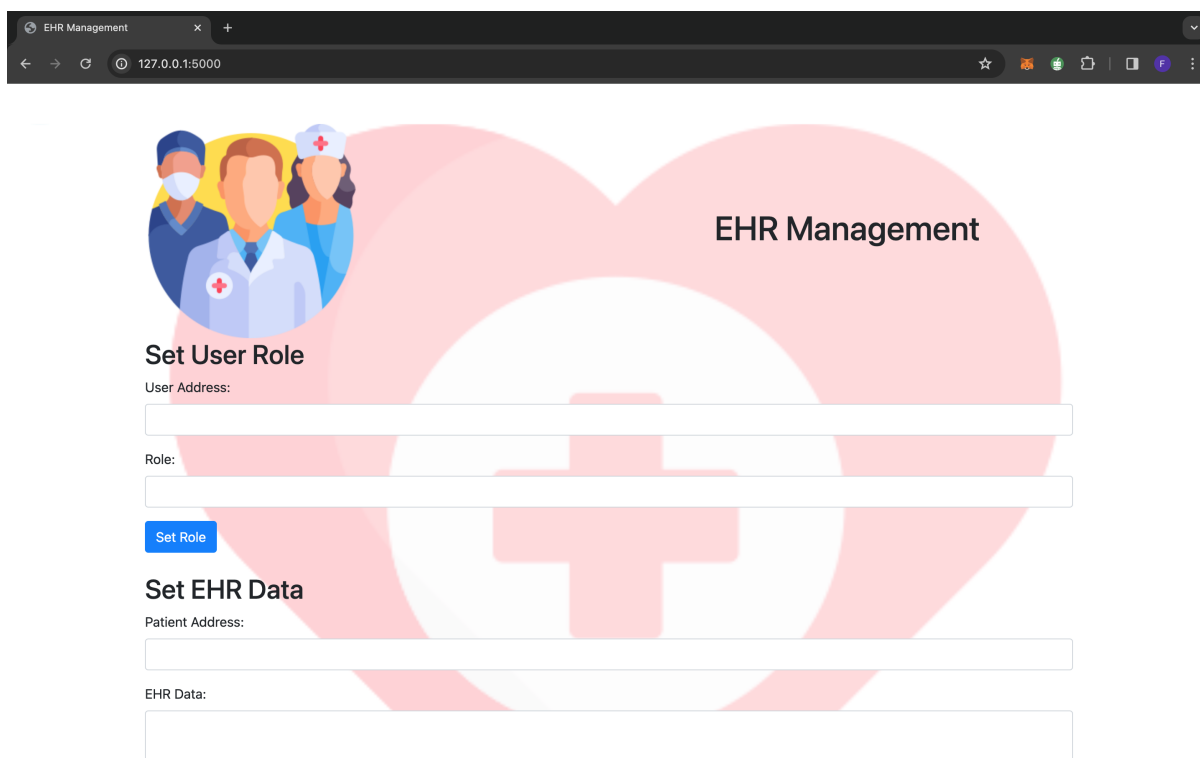 EHR Management
127.0.0.1:5000
F
EHR Management
Set User Role
User Address:
Role:
Set Role
Set EHR Data
Patient Address:
EHR Data: